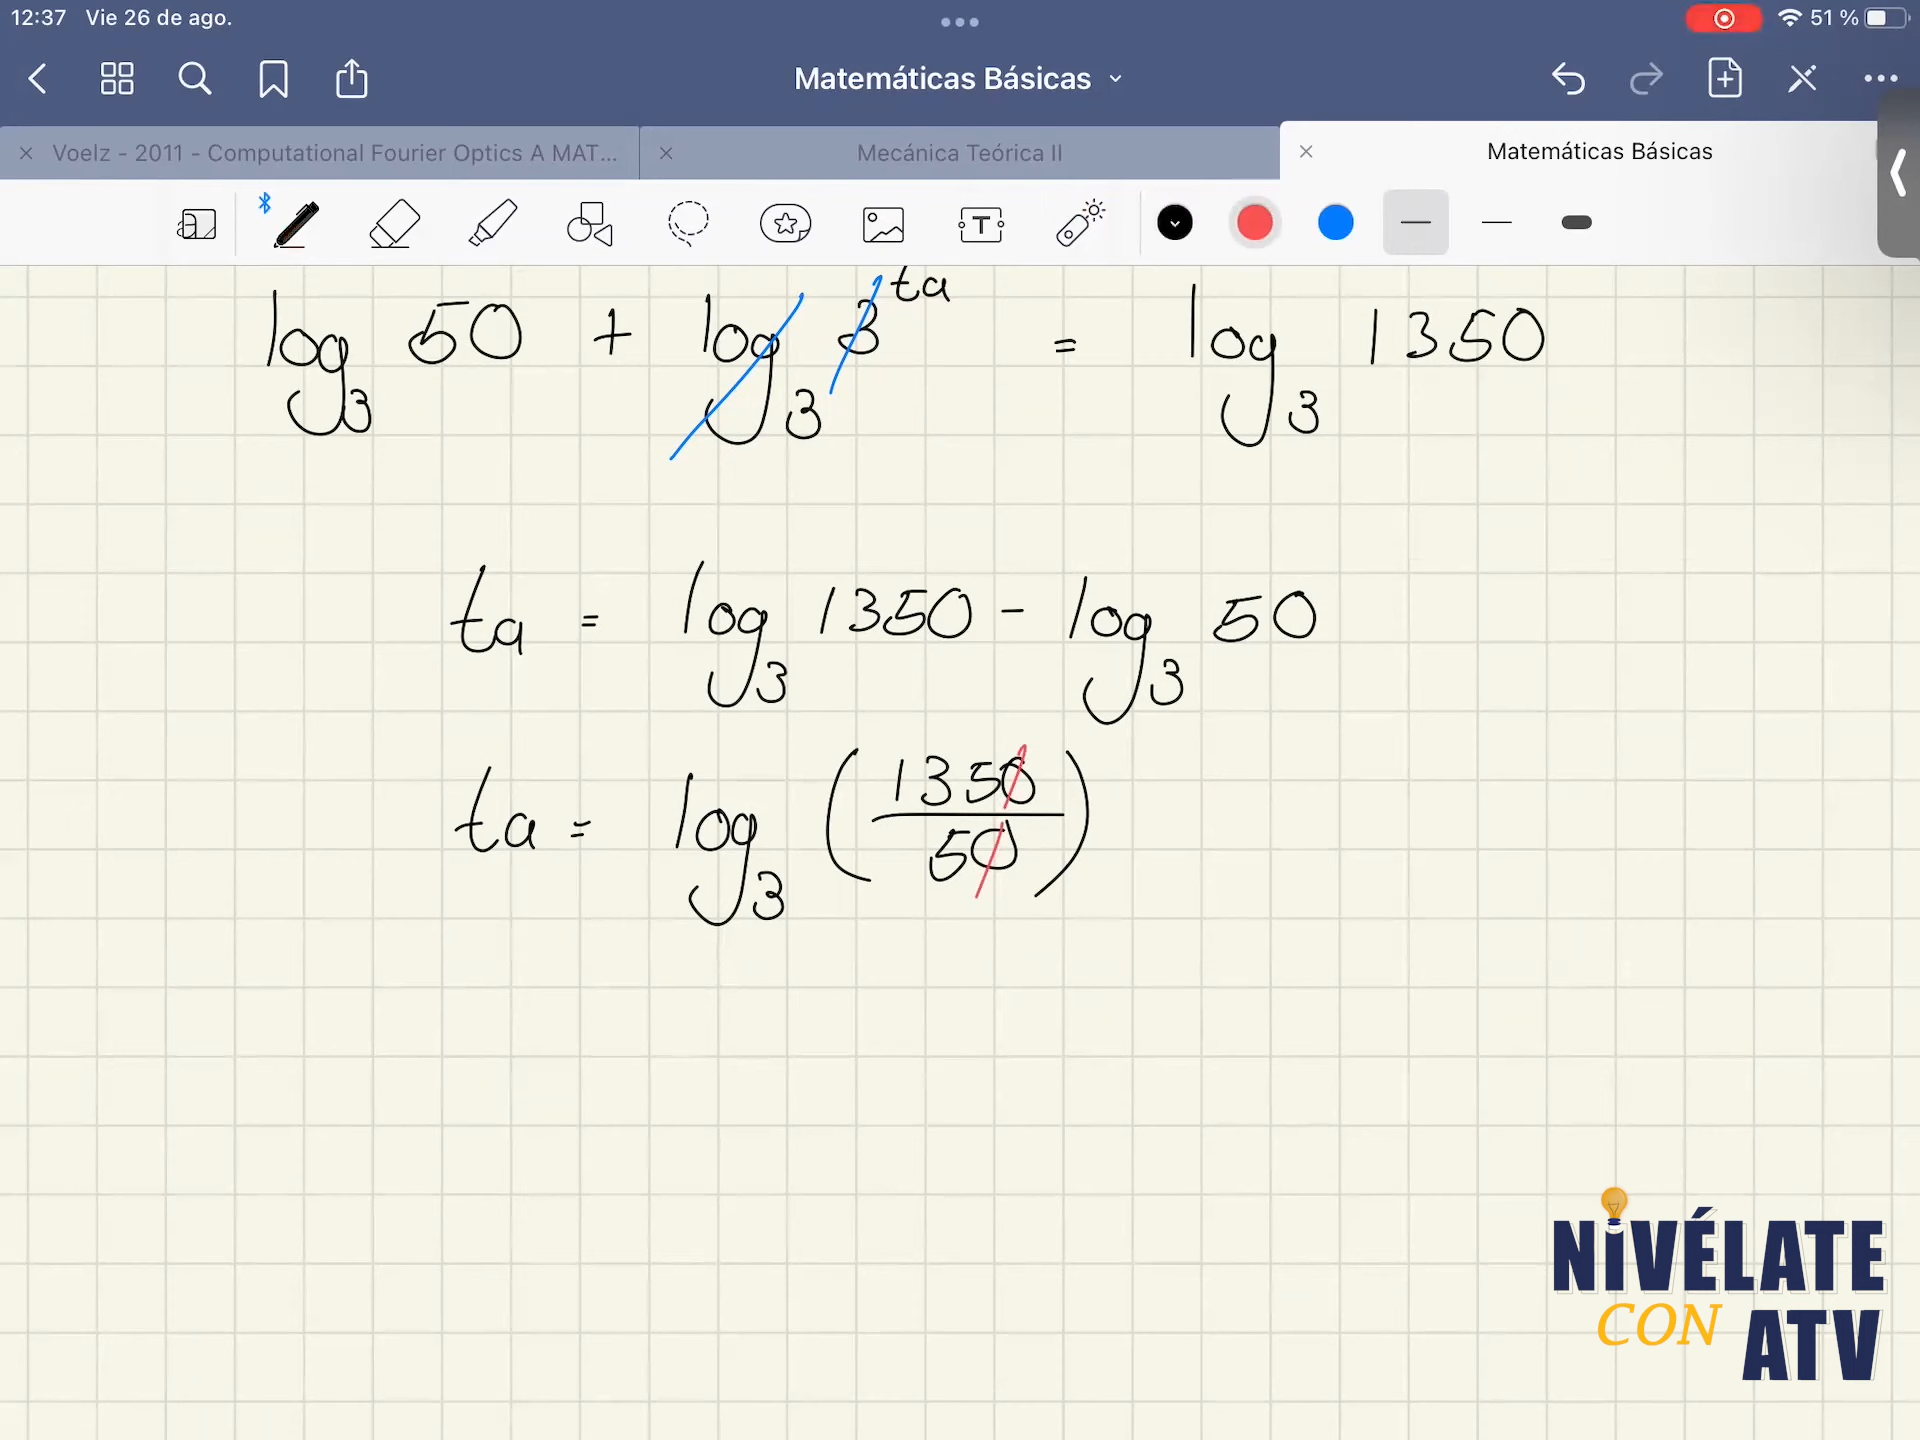 12:37 Vie 26 de ago.
51 %
Matemáticas Básicas
Voelz - 2011 - Computational Fourier Optics A MAT...
Mecánica Teórica II
Matemáticas Básicas
log₃ 50 + log₃ 3^ta = log₃ 1350
ta = log₃ 1350 - log₃ 50
ta = log₃ (1350/50)
NIVÉLATE
CON
ATV